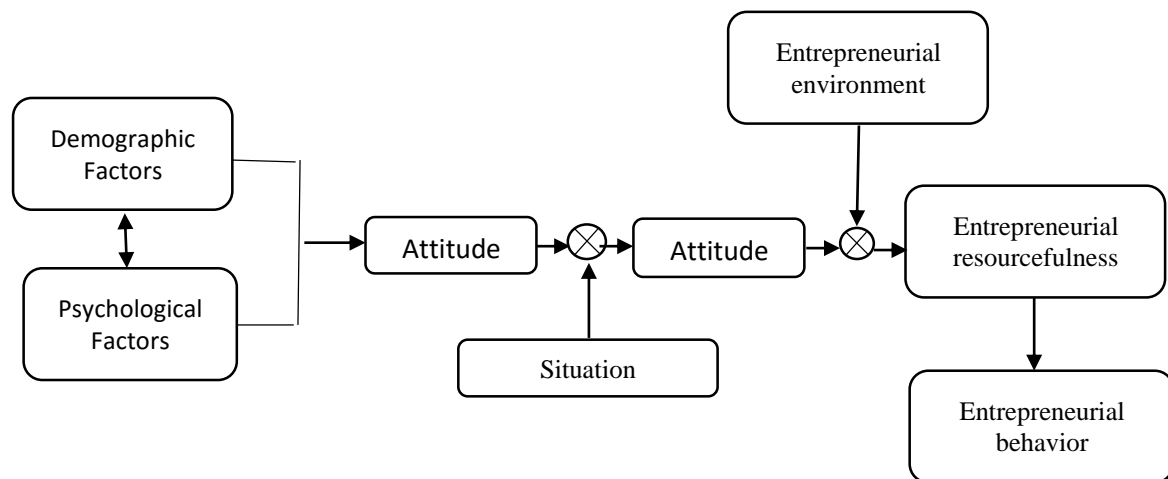 Entrepreneurial
environment
Demographic
Factors
Psychological
Factors
Attitude
Attitude
Situation
Entrepreneurial
resourcefulness
Entrepreneurial
behavior